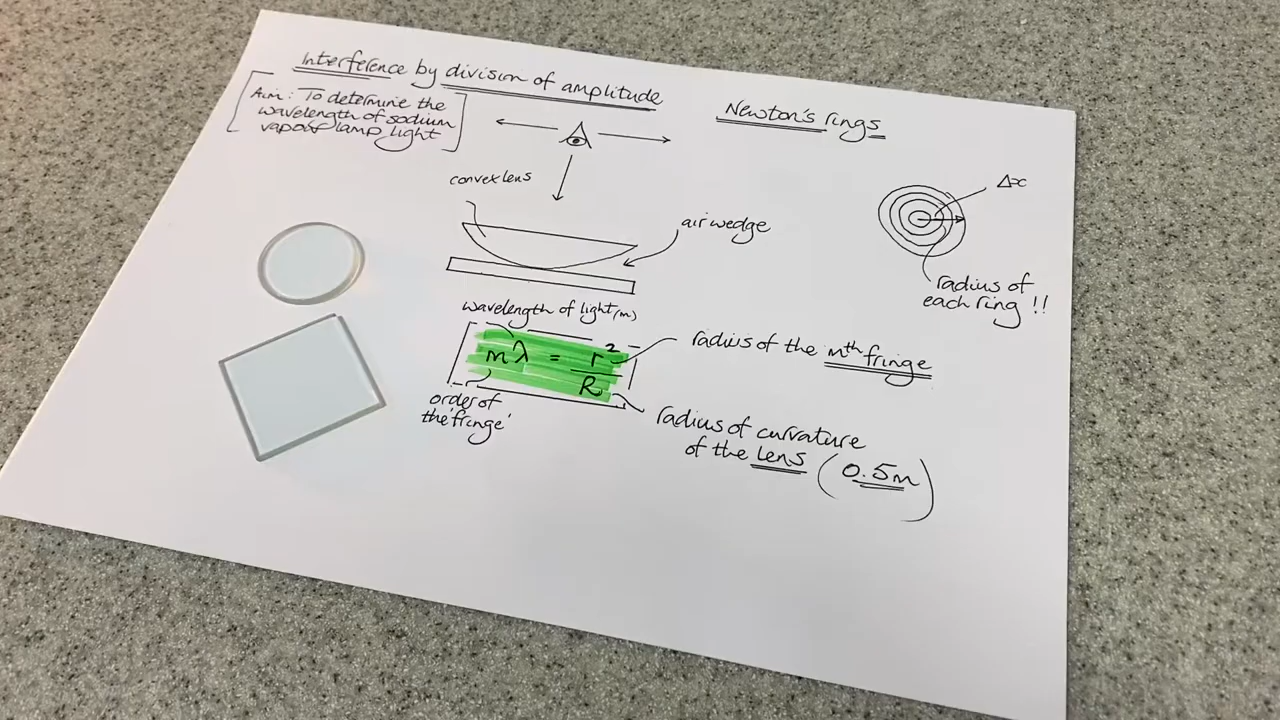 Interference by division of amplitude
Aim: To determine the
wavelength of sodium
vapour lamp light
Newton's rings
convex lens
air wedge
Δx
radius of
each ring !!
wavelength of light (m)
mλ = r²
R
radius of the mth fringe
order of
the 'fringe'
radius of curvature
of the lens (0.5m)